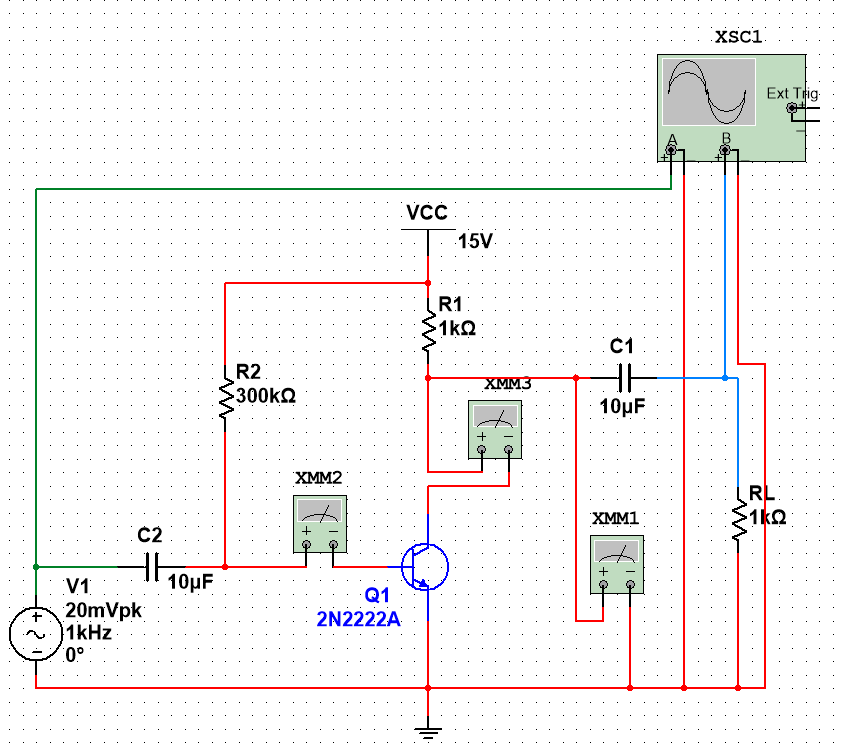 XSC1
Ext Trig
+
–
A
B
+
–
+
–
VCC
15V
R1
1kΩ
C1
10µF
XMM3
+
–
R2
300kΩ
XMM2
+
–
XMM1
+
–
RL
1kΩ
C2
10µF
Q1
2N2222A
V1
20mVpk
1kHz
0°
+
–